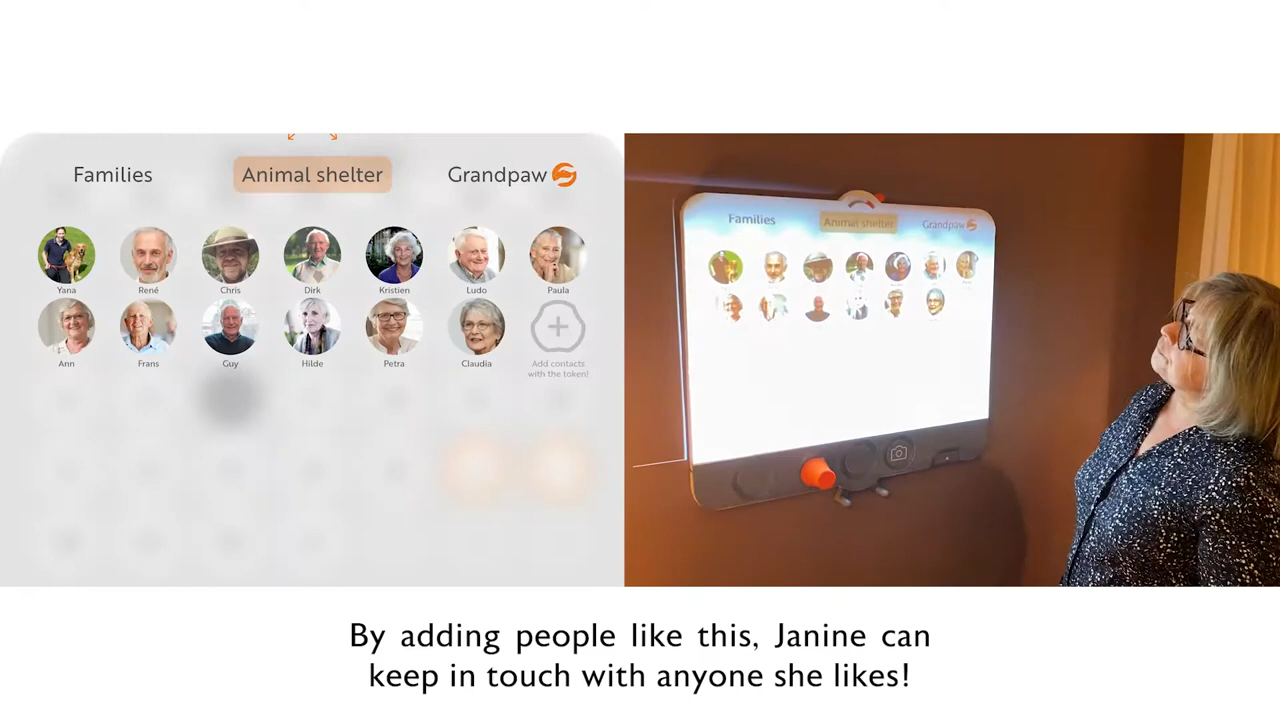 Families Animal shelter Grandpaw
Yana René Chris Dirk Kristien Ludo Paula
Ann Frans Guy Hilde Petra Claudia Add contacts
with the token!
Families Animal shelter Grandpaw
By adding people like this, Janine can
keep in touch with anyone she likes!